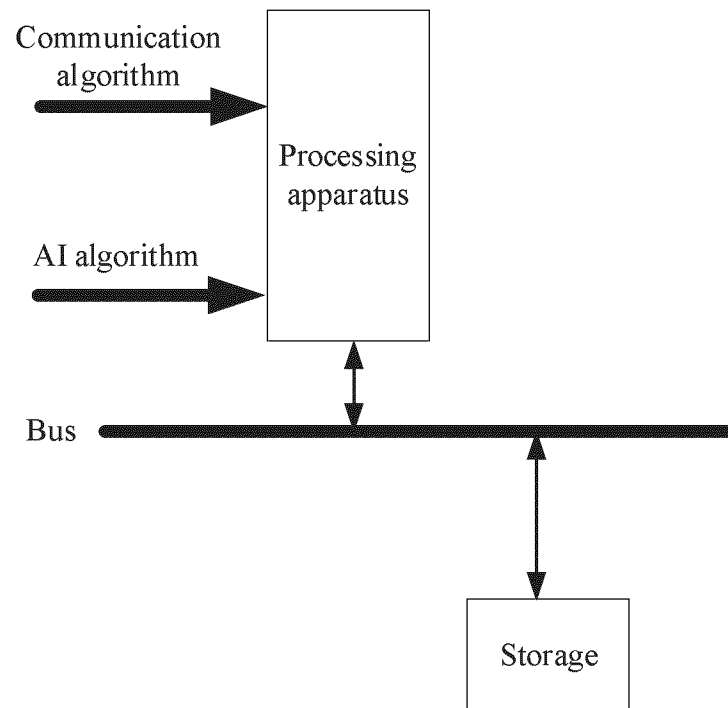 Communication
algorithm
Processing
apparatus
AI algorithm
Bus
Storage